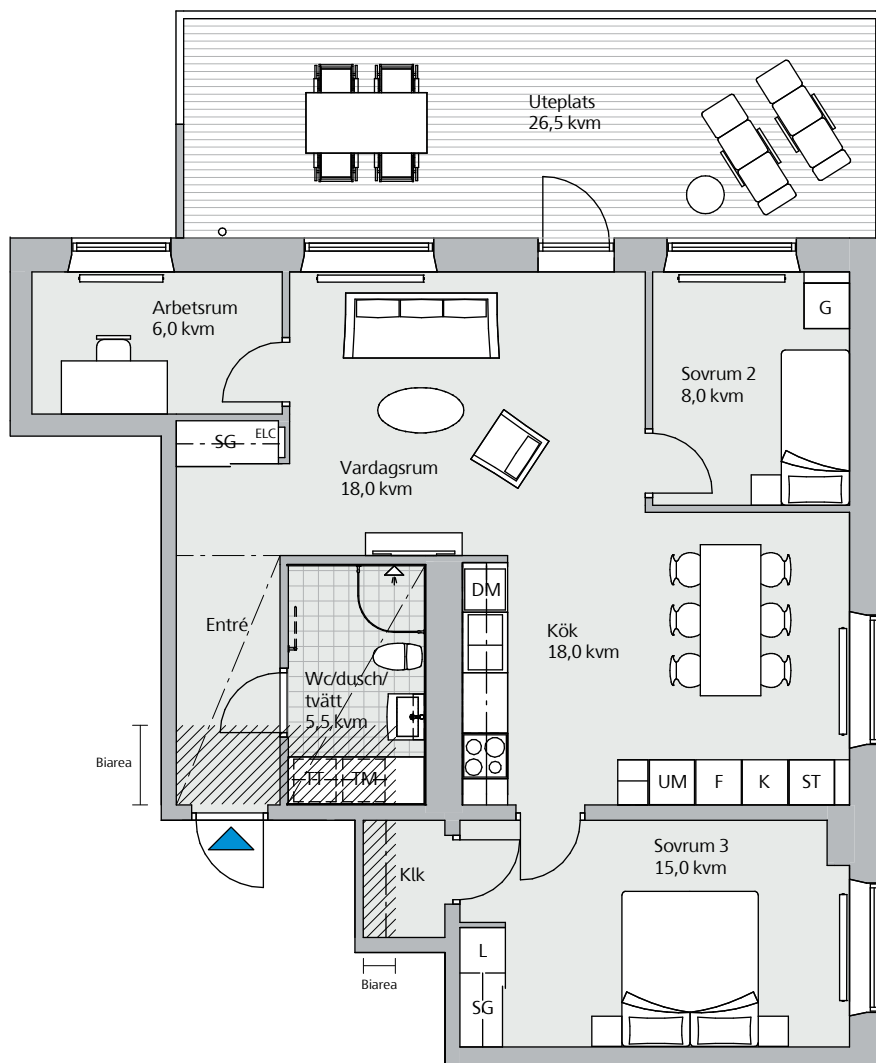 Uteplats
26,5 kvm
Arbetsrum
6,0 kvm
G
Sovrum 2
8,0 kvm
SG
ELC
Vardagsrum
18,0 kvm
DM
Entré
Kök
18,0 kvm
Wc/dusch/
tvätt
5,5 kvm
Biarea
TT
TM
UM
F
K
ST
Sovrum 3
15,0 kvm
Klk
L
Biarea
SG